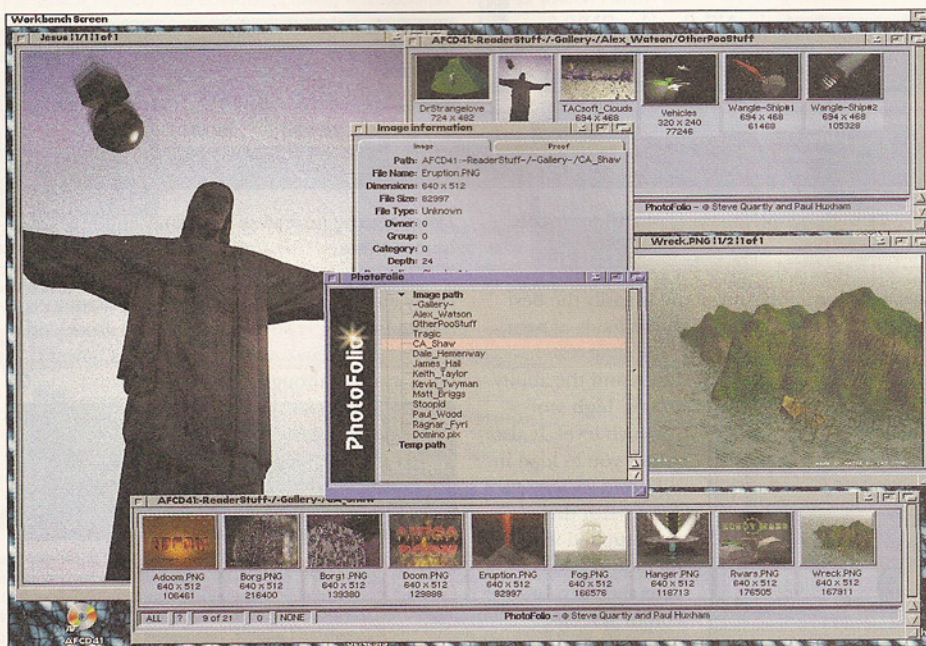 Workbench Screen
Jesus |1/1|1of1
AFCD41:-ReaderStuff-/-Gallery-/Alex_Watson/OtherPooStuff
DrStrangelove
724 x 482
TACsoft_Clouds
694 x 468
Vehicles
320 x 240
77246
Wangle-Ship#1
694 x 468
61468
Wangle-Ship#2
694 x 468
105328
PhotoFolio - © Steve Quartly and Paul Huxham
Image information
Image
Proof
Path: AFCD41:-ReaderStuff-/-Gallery-/CA_Shaw
File Name: Eruption.PNG
Dimensions: 640 x 512
File Size: 82997
File Type: Unknown
Owner: 0
Group: 0
Category: 0
Depth: 24
Wreck.PNG |1/2|1of1
PhotoFolio
PhotoFolio
Image path
-Gallery-
Alex_Watson
OtherPooStuff
Tragic
CA_Shaw
Dale_Hemenway
James_Hall
Keith_Taylor
Kevin_Twyman
Matt_Briggs
Stoopid
Paul_Wood
Ragnar_Fyri
Domino.pix
Temp path
AFCD41:-ReaderStuff-/-Gallery-/CA_Shaw
Adoom.PNG
640 x 512
106461
Borg.PNG
640 x 512
216400
Borg1.PNG
640 x 512
139380
Doom.PNG
640 x 512
129888
Eruption.PNG
640 x 512
82997
Fog.PNG
640 x 512
166576
Hanger.PNG
640 x 512
118713
Rwars.PNG
640 x 512
176505
Wreck.PNG
640 x 512
167911
ALL ? 9 of 21 0 NONE
PhotoFolio - © Steve Quartly and Paul Huxham
AFCD41